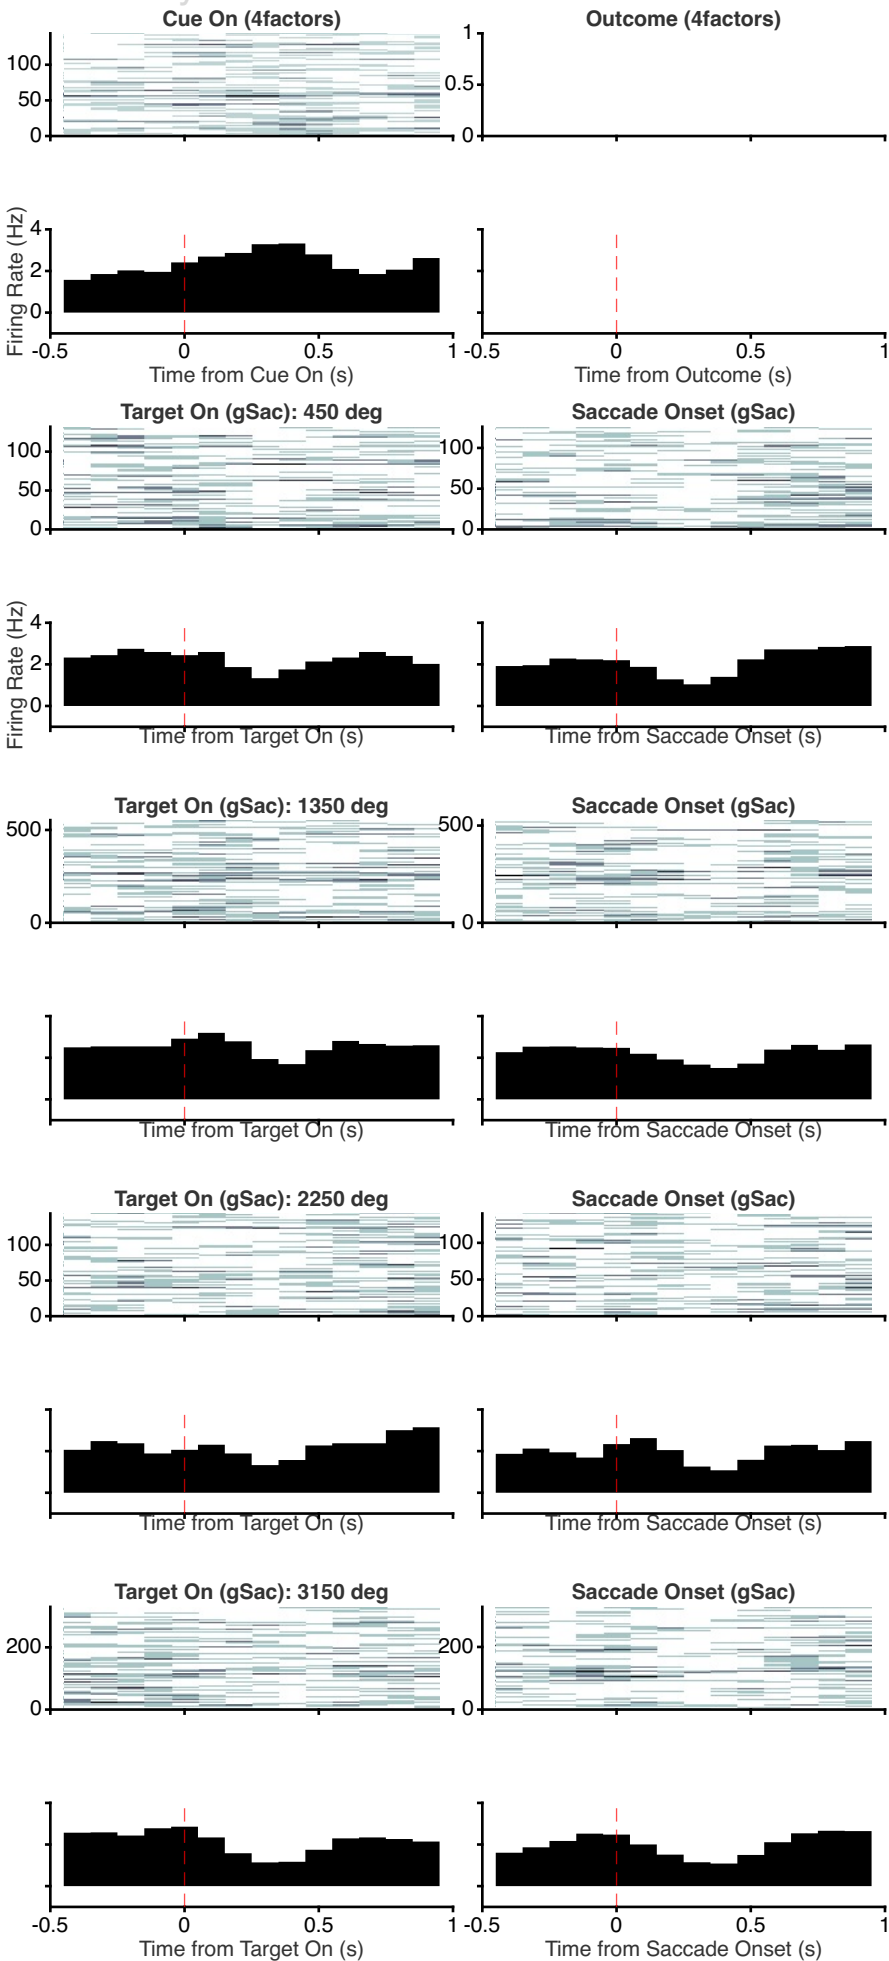 Cue On (4factors)
Outcome (4factors)
100
50
0
1
0.5
0
Firing Rate (Hz)
4
2
0
-0.5 0 0.5 1
-0.5 0 0.5 1
Time from Cue On (s)
Time from Outcome (s)
Target On (gSac): 450 deg
Saccade Onset (gSac)
100
50
0
100
50
0
Firing Rate (Hz)
4
2
0
Time from Target On (s)
Time from Saccade Onset (s)
Target On (gSac): 1350 deg
Saccade Onset (gSac)
500
0
500
0
Time from Target On (s)
Time from Saccade Onset (s)
Target On (gSac): 2250 deg
Saccade Onset (gSac)
100
50
0
100
50
0
Time from Target On (s)
Time from Saccade Onset (s)
Target On (gSac): 3150 deg
Saccade Onset (gSac)
200
0
200
0
-0.5 0 0.5 1
-0.5 0 0.5 1
Time from Target On (s)
Time from Saccade Onset (s)